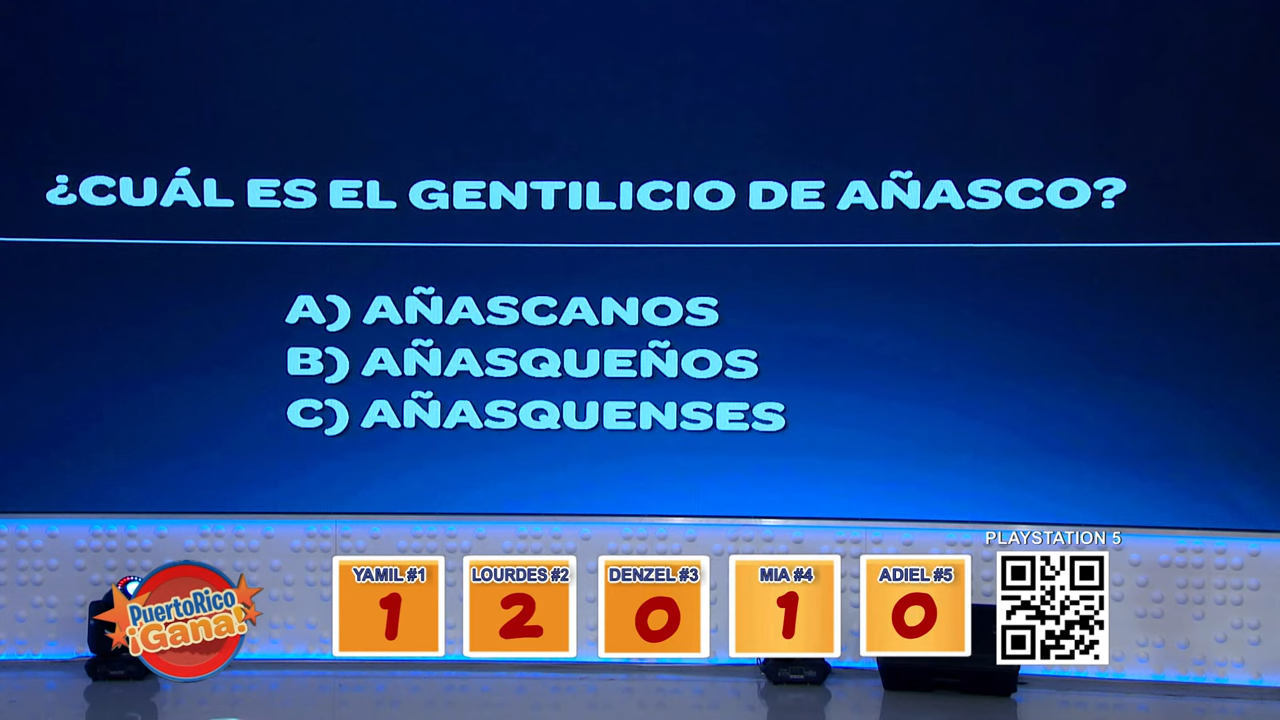 ¿CUÁL ES EL GENTILICIO DE AÑASCO?
A) AÑASCANOS
B) AÑASQUEÑOS
C) AÑASQUENSES
PLAYSTATION 5
YAMIL #1
LOURDES #2
DENZEL #3
MIA #4
ADIEL #5
1
2
0
1
0
PuertoRico
¡Gana!